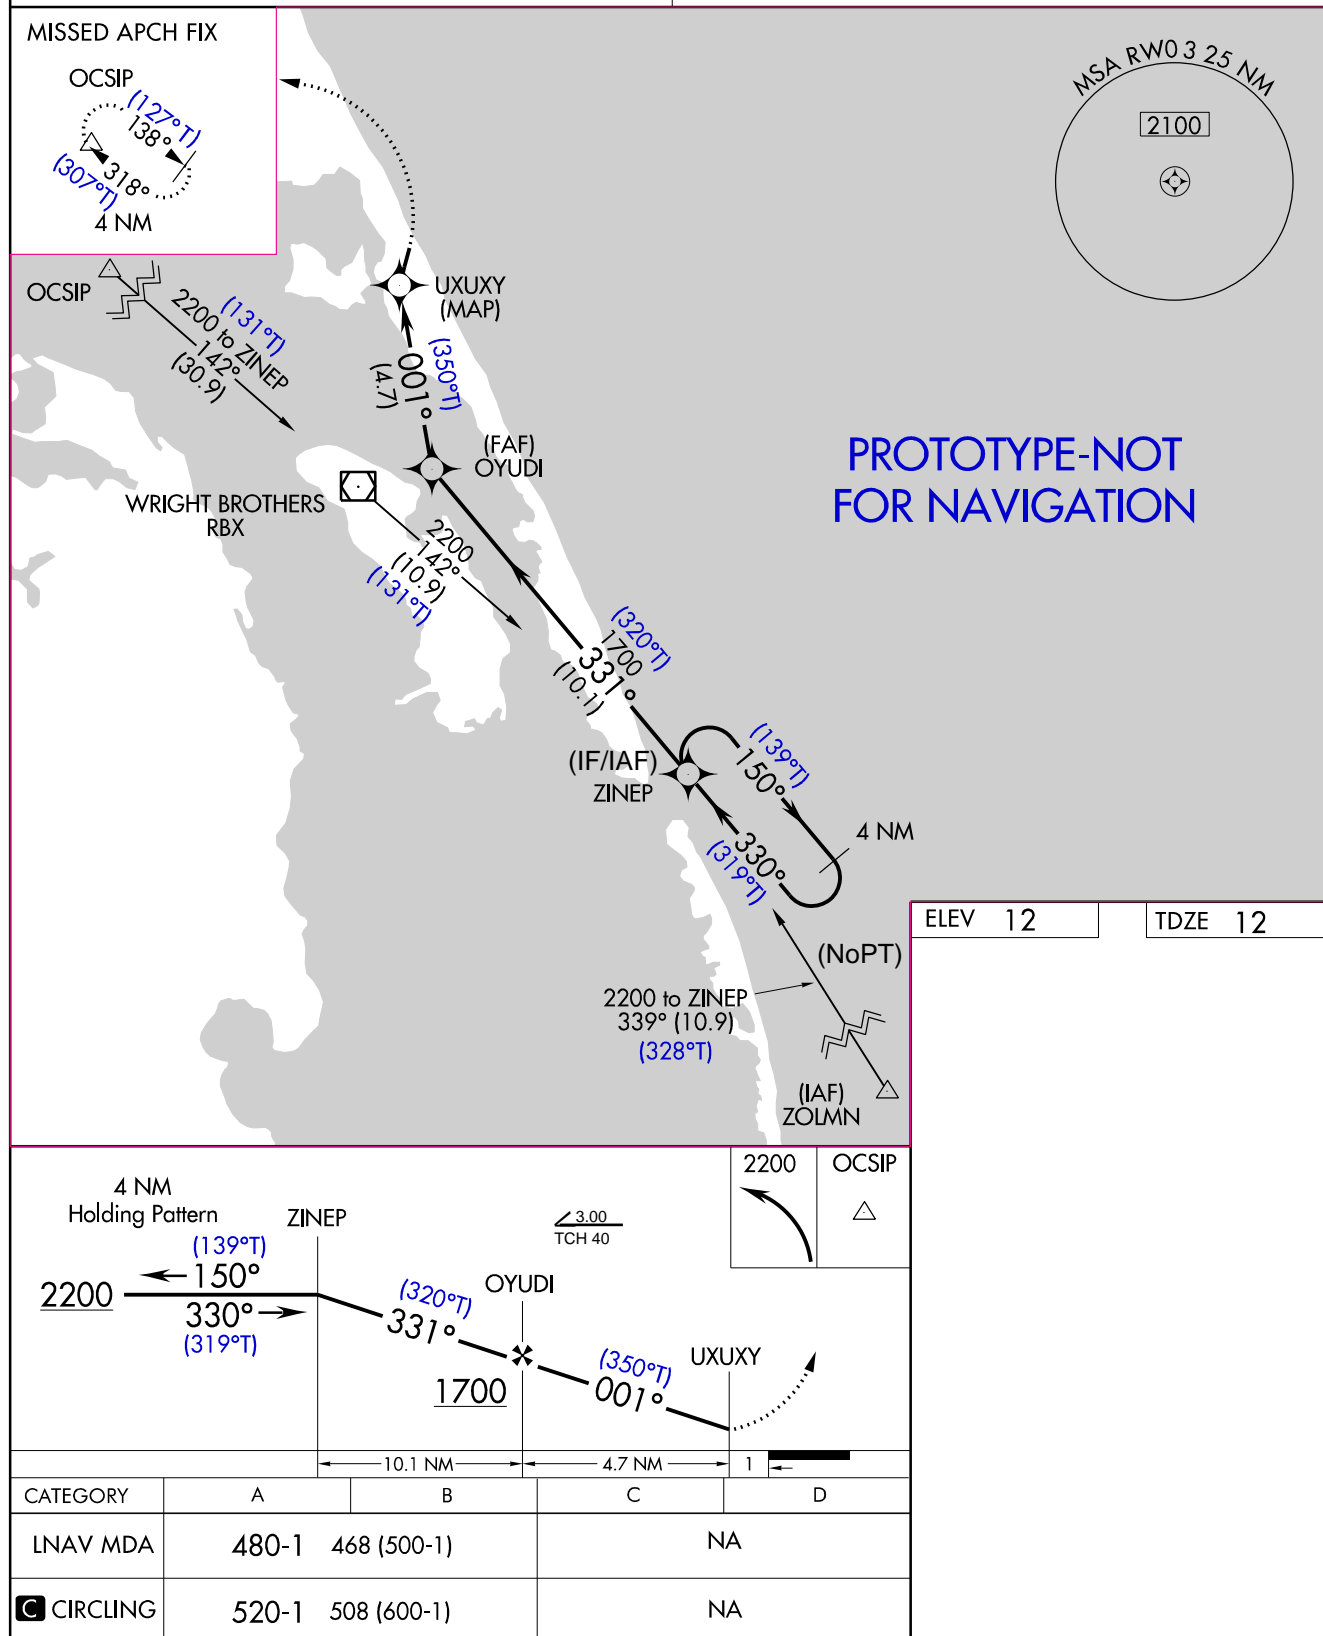 MISSED APCH FIX
OCSIP
(127°T)
138°
318°
(307°T)
4 NM
MSA RW03 25 NM
2100
OCSIP
2200 to ZINEP
(131°T)
142°
(30.9)
UXUXY
(MAP)
(350°T)
001°
(4.7)
(FAF)
OYUDI
WRIGHT BROTHERS
RBX
2200
142°
(10.9)
(131°T)
PROTOTYPE-NOT
FOR NAVIGATION
(320°T)
1700
331°
(10.1)
(IF/IAF)
ZINEP
(139°T)
150°
330°
(319°T)
4 NM
(NoPT)
2200 to ZINEP
339° (10.9)
(328°T)
(IAF)
ZOLMN
ELEV 12
TDZE 12
4 NM
Holding Pattern
ZINEP
3.00
TCH 40
2200
OCSIP
(139°T)
150°
2200
330°
(319°T)
(320°T)
331°
OYUDI
1700
(350°T)
001°
UXUXY
10.1 NM
4.7 NM
1
CATEGORY A B C D
LNAV MDA 480-1 468 (500-1) NA
C CIRCLING 520-1 508 (600-1) NA